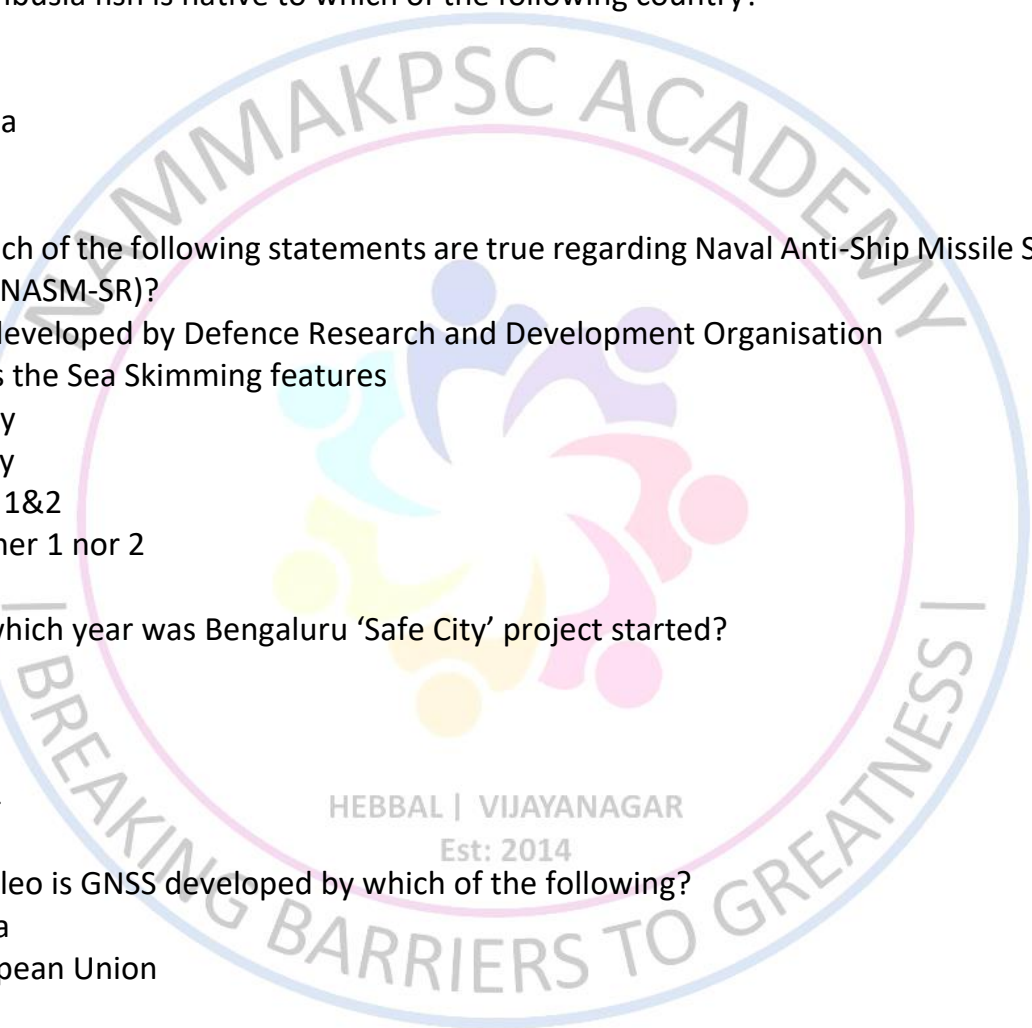 fish is native to which of the following country?
a
NAMMAKPSC ACADEMY
ch of the following statements are true regarding Naval Anti-Ship Missile S
NASM-SR)?
developed by Defence Research and Development Organisation
s the Sea Skimming features
y
y
1&2
her 1 nor 2
which year was Bengaluru ‘Safe City’ project started?
HEBBAL | VIJAYANAGAR
Est: 2014
leo is GNSS developed by which of the following?
a
pean Union
| BREAKING BARRIERS TO GREATNESS |